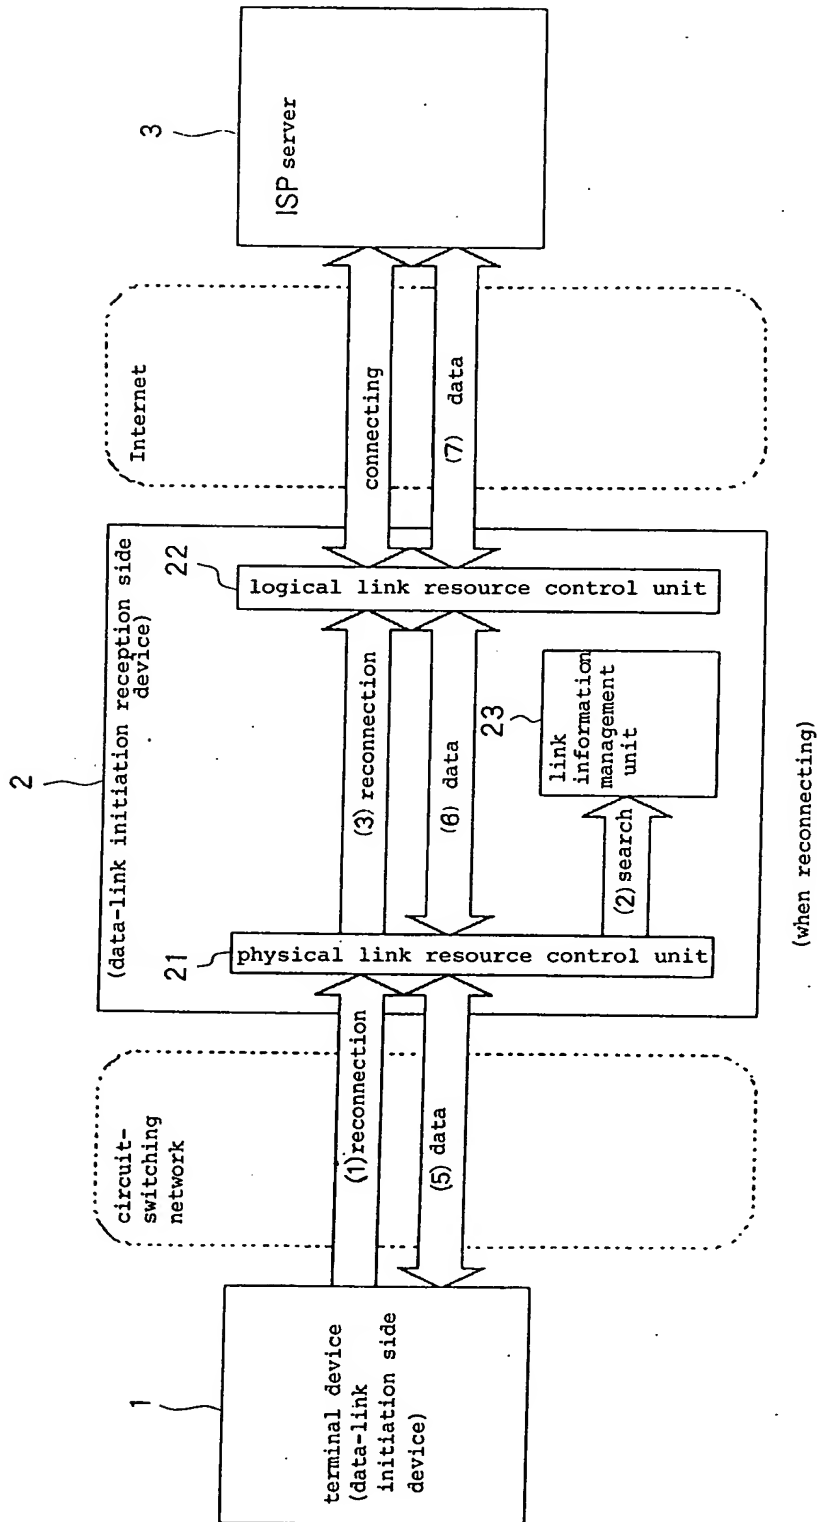 1
terminal device
(data-link
initiation side
device)
circuit-
switching
network
(1)reconnection
(5) data
2
(data-link initiation reception side
device)
21
physical link resource control unit
(3) reconnection
(6) data
(2)search
23
link
information
management
unit
22
logical link resource control unit
Internet
connecting
(7) data
3
ISP server
(when reconnecting)